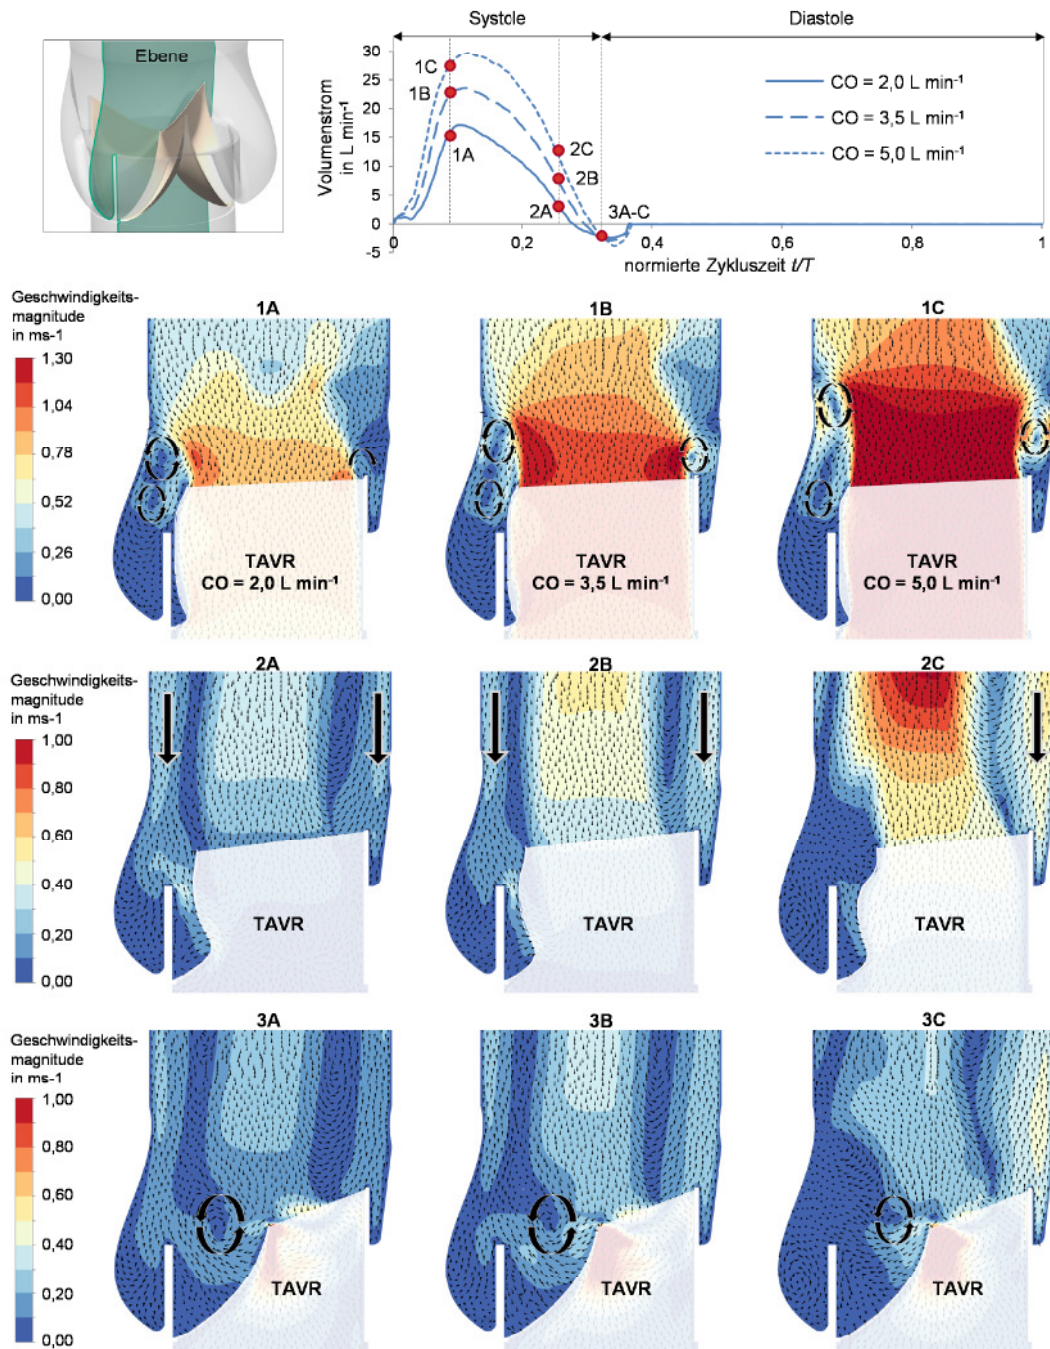 Ebene
Systole
Diastole
Volumenstrom
in L min⁻¹
30
25
20
15
10
5
0
-5
1C
1B
1A
2C
2B
2A
3A-C
CO = 2,0 L min⁻¹
CO = 3,5 L min⁻¹
CO = 5,0 L min⁻¹
0
0,2
0,4
0,6
0,8
1
normierte Zykluszeit t/T
Geschwindigkeits-
magnitude
in ms-1
1,30
1,04
0,78
0,52
0,26
0,00
1A
1B
1C
TAVR
CO = 2,0 L min⁻¹
TAVR
CO = 3,5 L min⁻¹
TAVR
CO = 5,0 L min⁻¹
Geschwindigkeits-
magnitude
in ms-1
1,00
0,80
0,60
0,40
0,20
0,00
2A
2B
2C
TAVR
TAVR
TAVR
Geschwindigkeits-
magnitude
in ms-1
1,00
0,80
0,60
0,40
0,20
0,00
3A
3B
3C
TAVR
TAVR
TAVR